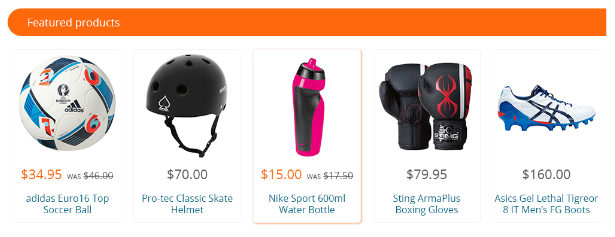 Featured products
adidas
$34.95 WAS $46.00
adidas Euro16 Top
Soccer Ball
$70.00
Pro-tec Classic Skate
Helmet
$15.00 WAS $17.50
Nike Sport 600ml
Water Bottle
STING
$79.95
Sting ArmaPlus
Boxing Gloves
$160.00
Asics Gel Lethal Tigreor
8 IT Men's FG Boots